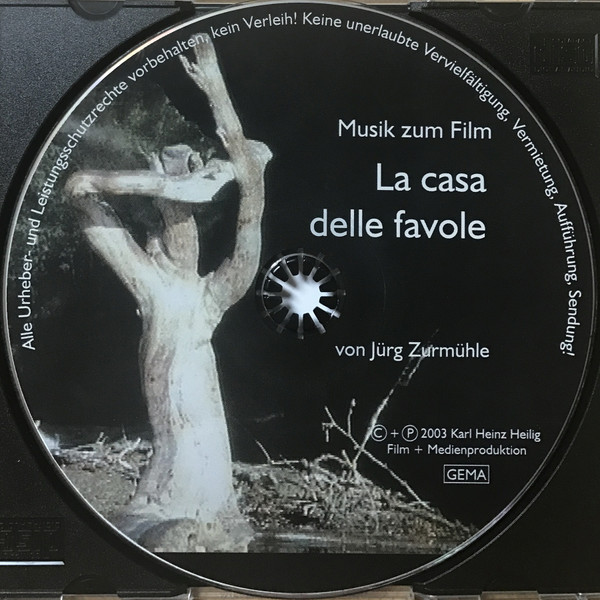 Alle Urheber- und Leistungsschutzrechte vorbehalten, kein Verleih! Keine unerlaubte Vervielfältigung, Vermietung, Aufführung, Sendung!
Musik zum Film
La casa
delle favole
von Jürg Zurmühle
© + ℗ 2003 Karl Heinz Heilig
Film + Medienproduktion
GEMA